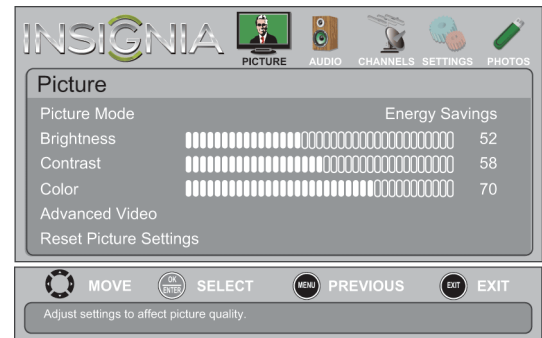 INSIGNIA
PICTURE AUDIO CHANNELS SETTINGS PHOTOS
Picture
Picture Mode Energy Savings
Brightness 52
Contrast 58
Color 70
Advanced Video
Reset Picture Settings
MOVE OK ENTER SELECT MENU PREVIOUS EXIT EXIT
Adjust settings to affect picture quality.